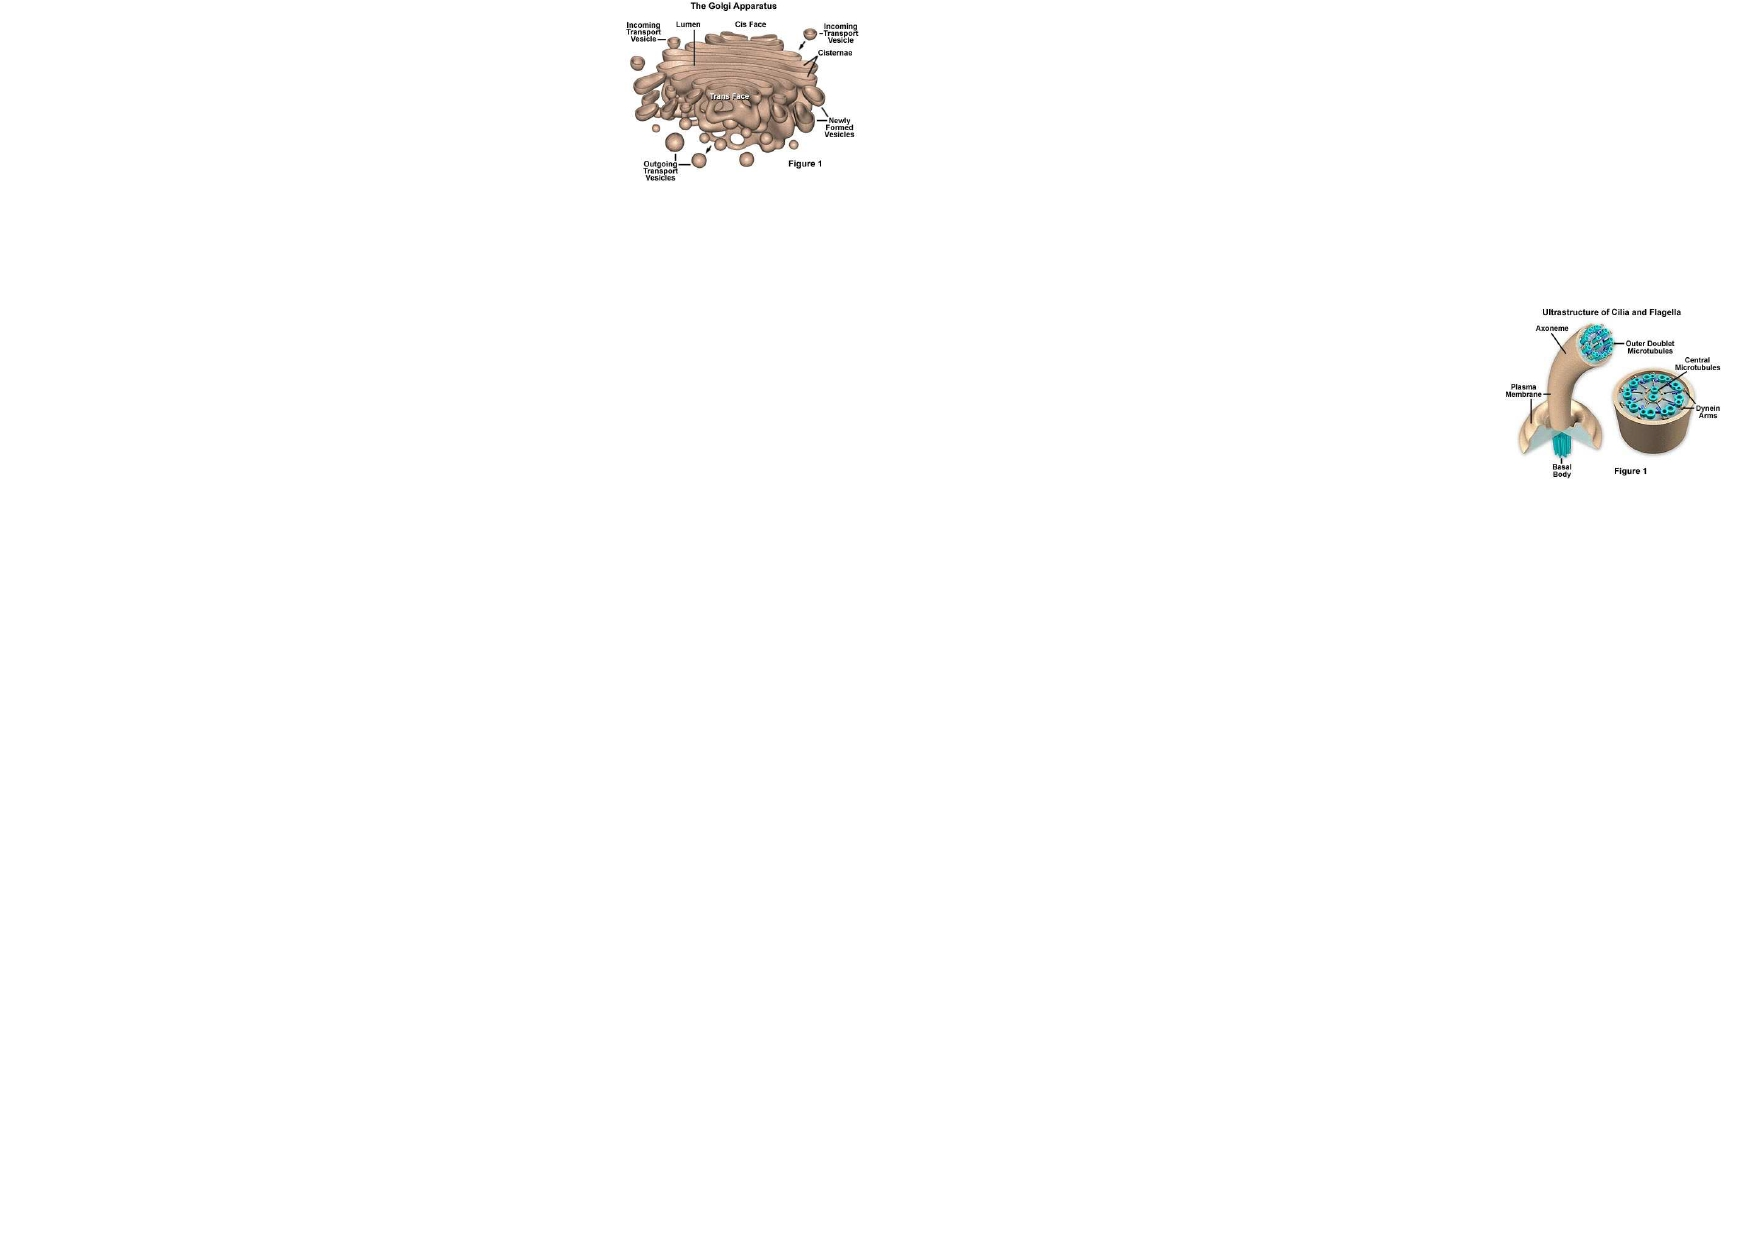 The Golgi Apparatus
Incoming
Transport
Vesicle
Lumen
Cis Face
Incoming
Transport
Vesicle
Cisternae
Trans Face
Newly
Formed
Vesicles
Outgoing
Transport
Vesicles
Figure 1
Ultrastructure of Cilia and Flagella
Axoneme
Outer Doublet
Microtubules
Central
Microtubules
Plasma
Membrane
Dynein
Arms
Basal
Body
Figure 1